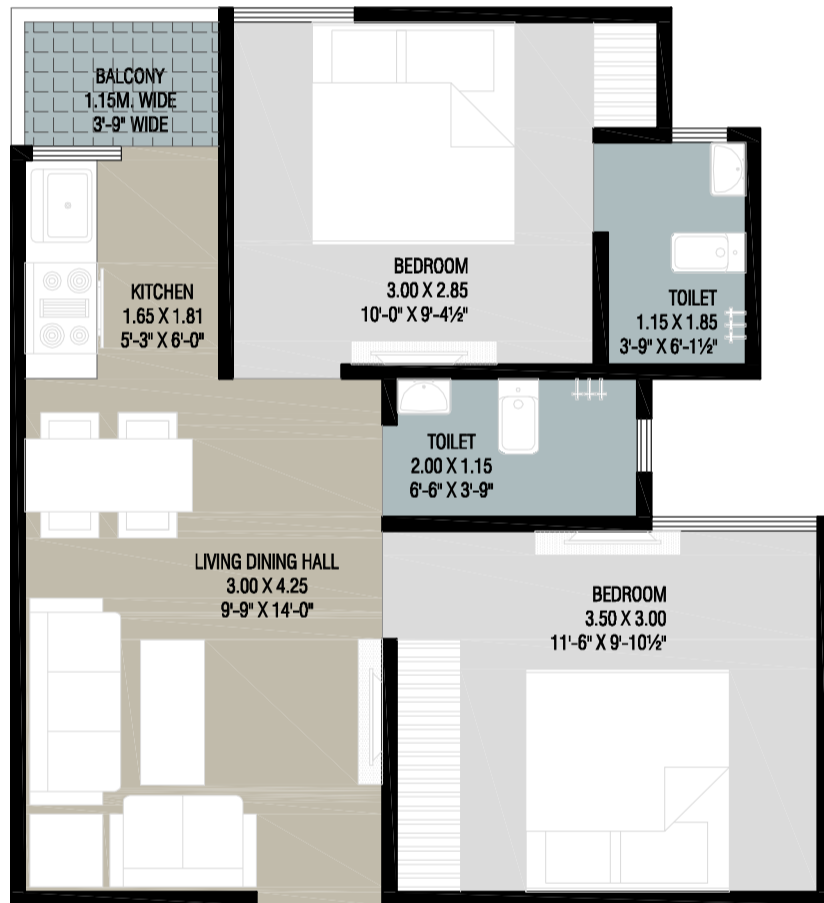 BALCONY
1.15M. WIDE
3'-9" WIDE
KITCHEN
1.65 X 1.81
5'-3" X 6'-0"
BEDROOM
3.00 X 2.85
10'-0" X 9'-4½"
TOILET
1.15 X 1.85
3'-9" X 6'-1½"
TOILET
2.00 X 1.15
6'-6" X 3'-9"
LIVING DINING HALL
3.00 X 4.25
9'-9" X 14'-0"
BEDROOM
3.50 X 3.00
11'-6" X 9'-10½"